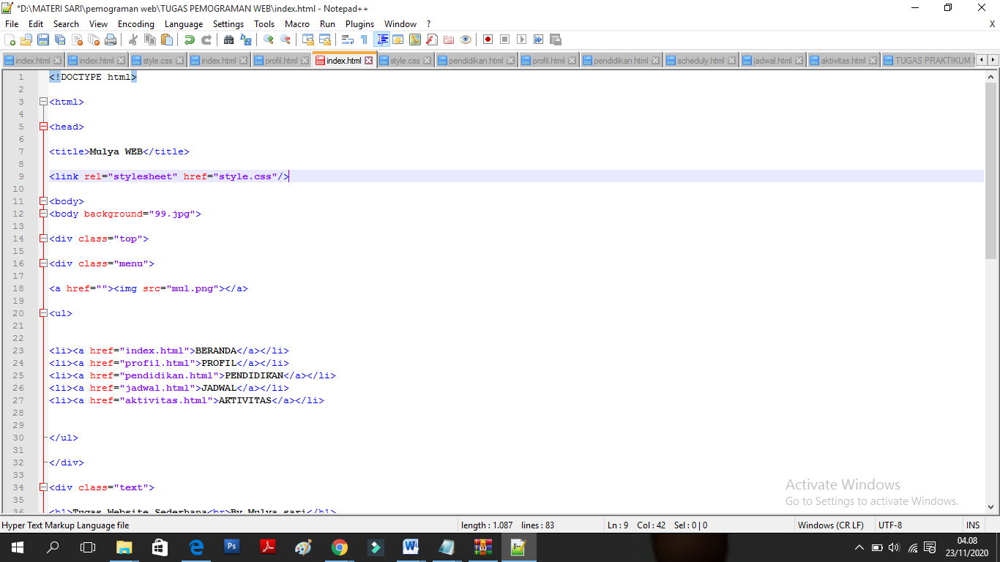 *D:\MATERI SARI\pemograman web\TUGAS PEMOGRAMAN WEB\index.html - Notepad++
File Edit Search View Encoding Language Settings Tools Macro Run Plugins Window ? X
index.html index.html style.css index.html profil.html index.html style.css pendidikan.html profil.html pendidikan.html scheduly.html jadwal.html aktivitas.html TUGAS PRAKTIKUM
1 <!DOCTYPE html>
2
3 <html>
4
5 <head>
6
7 <title>Mulya WEB</title>
8
9 <link rel="stylesheet" href="style.css"/>
10
11 <body>
12 <body background="99.jpg">
13
14 <div class="top">
15
16 <div class="menu">
17
18 <a href=""><img src="mul.png"></a>
19
20 <ul>
21
22
23 <li><a href="index.html">BERANDA</a></li>
24 <li><a href="profil.html">PROFIL</a></li>
25 <li><a href="pendidikan.html">PENDIDIKAN</a></li>
26 <li><a href="jadwal.html">JADWAL</a></li>
27 <li><a href="aktivitas.html">AKTIVITAS</a></li>
28
29
30 </ul>
31
32 </div>
33
34 <div class="text">
35
36 <h1>Tugas Website Sederhana<br>By Mulya sari</h1>
Activate Windows
Go to Settings to activate Windows.
Hyper Text Markup Language file length : 1.087 lines : 83 Ln : 9 Col : 42 Sel : 0 | 0 Windows (CR LF) UTF-8 INS
04.08
23/11/2020